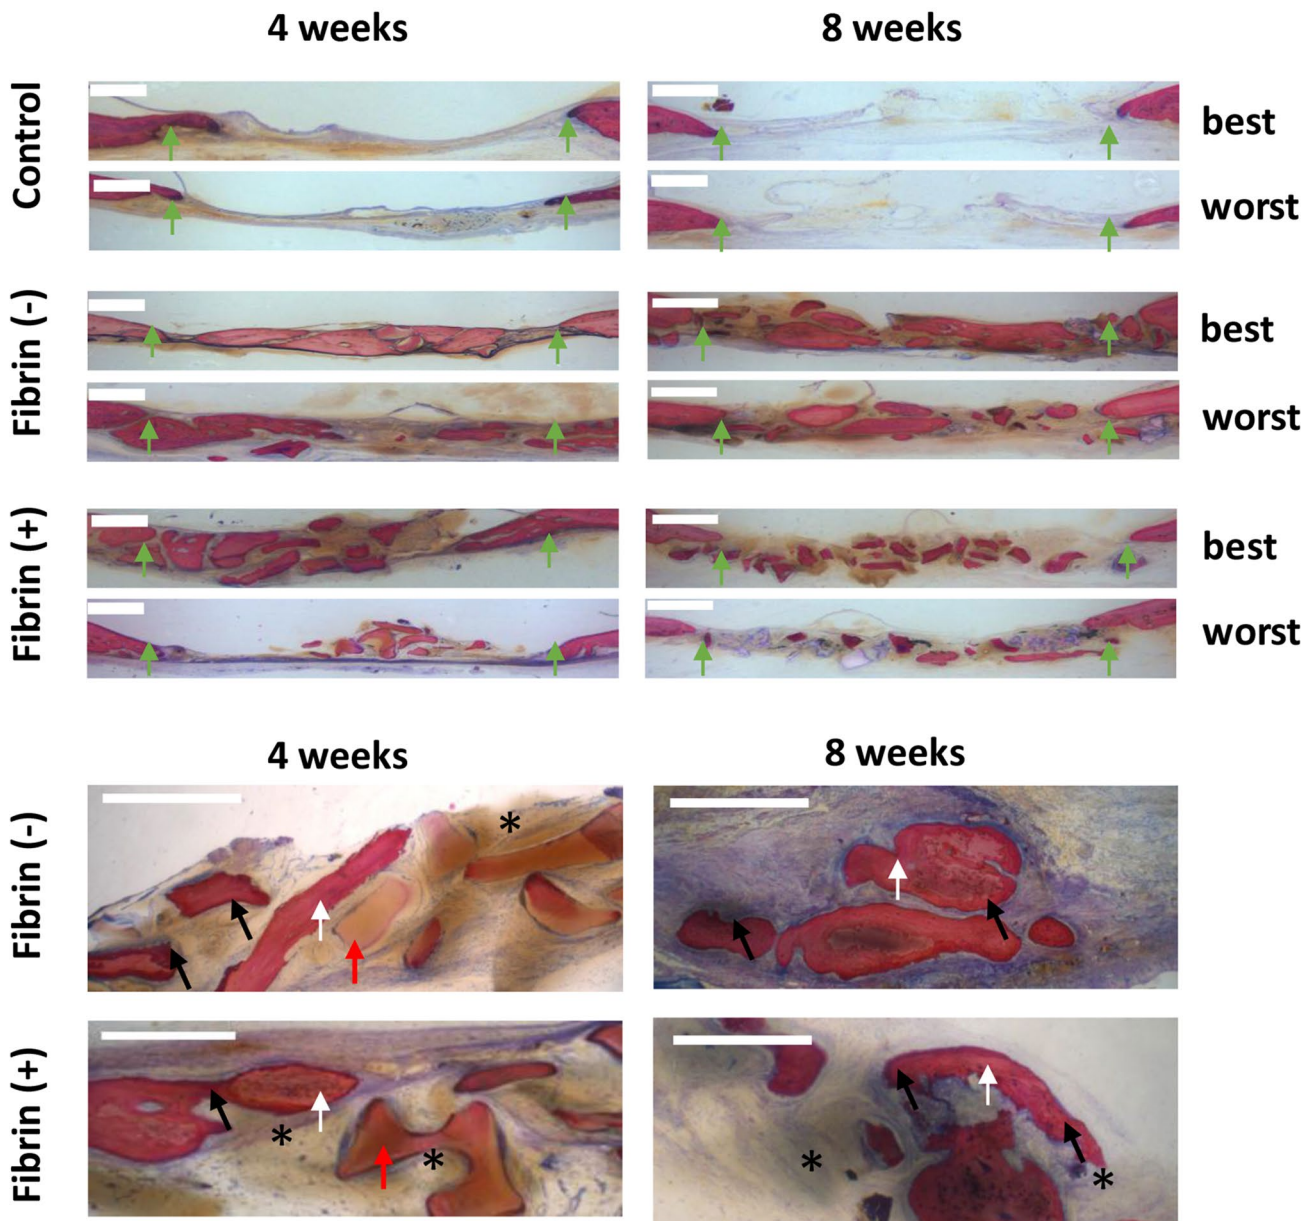 4 weeks 8 weeks
Control
best
worst
Fibrin (-)
best
worst
Fibrin (+)
best
worst
4 weeks 8 weeks
Fibrin (-)
*
Fibrin (+)
* * * *